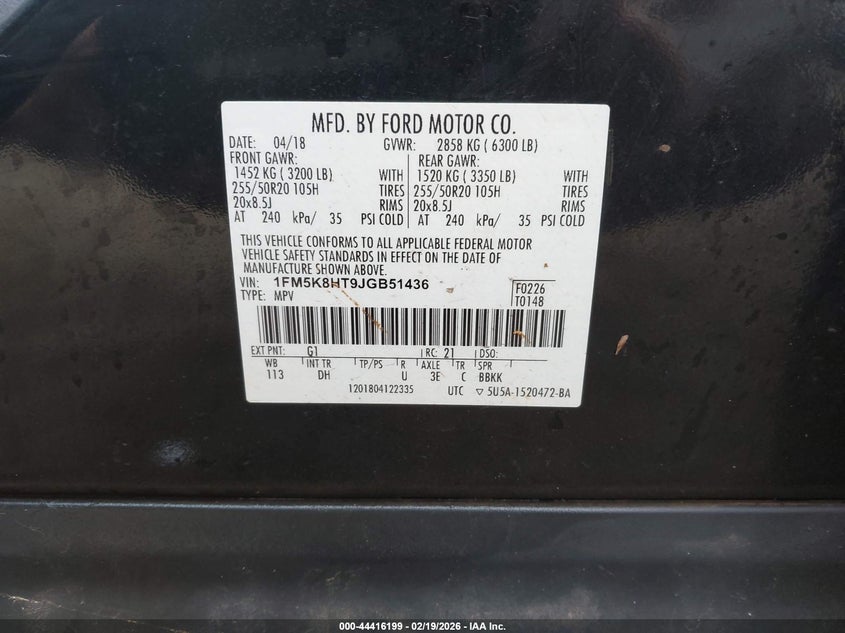 MFD. BY FORD MOTOR CO.
DATE: 04/18 GVWR: 2858 KG ( 6300 LB)
FRONT GAWR: REAR GAWR:
1452 KG ( 3200 LB) WITH 1520 KG ( 3350 LB) WITH
255/50R20 105H TIRES 255/50R20 105H TIRES
20x8.5J RIMS 20x8.5J RIMS
AT 240 kPa/ 35 PSI COLD AT 240 kPa/ 35 PSI COLD
THIS VEHICLE CONFORMS TO ALL APPLICABLE FEDERAL MOTOR
VEHICLE SAFETY STANDARDS IN EFFECT ON THE DATE OF
MANUFACTURE SHOWN ABOVE.
VIN: 1FM5K8HT9JGB51436 F0226
TYPE: MPV T0148
EXT PNT: G1 RC: 21 DSO:
WB INT TR TP/PS R AXLE TR SPR
113 DH U 3E C BBKK
1201804122335 UTC ▽ 5U5A-1520472-BA
000-44416199 - 02/19/2026 - IAA Inc.